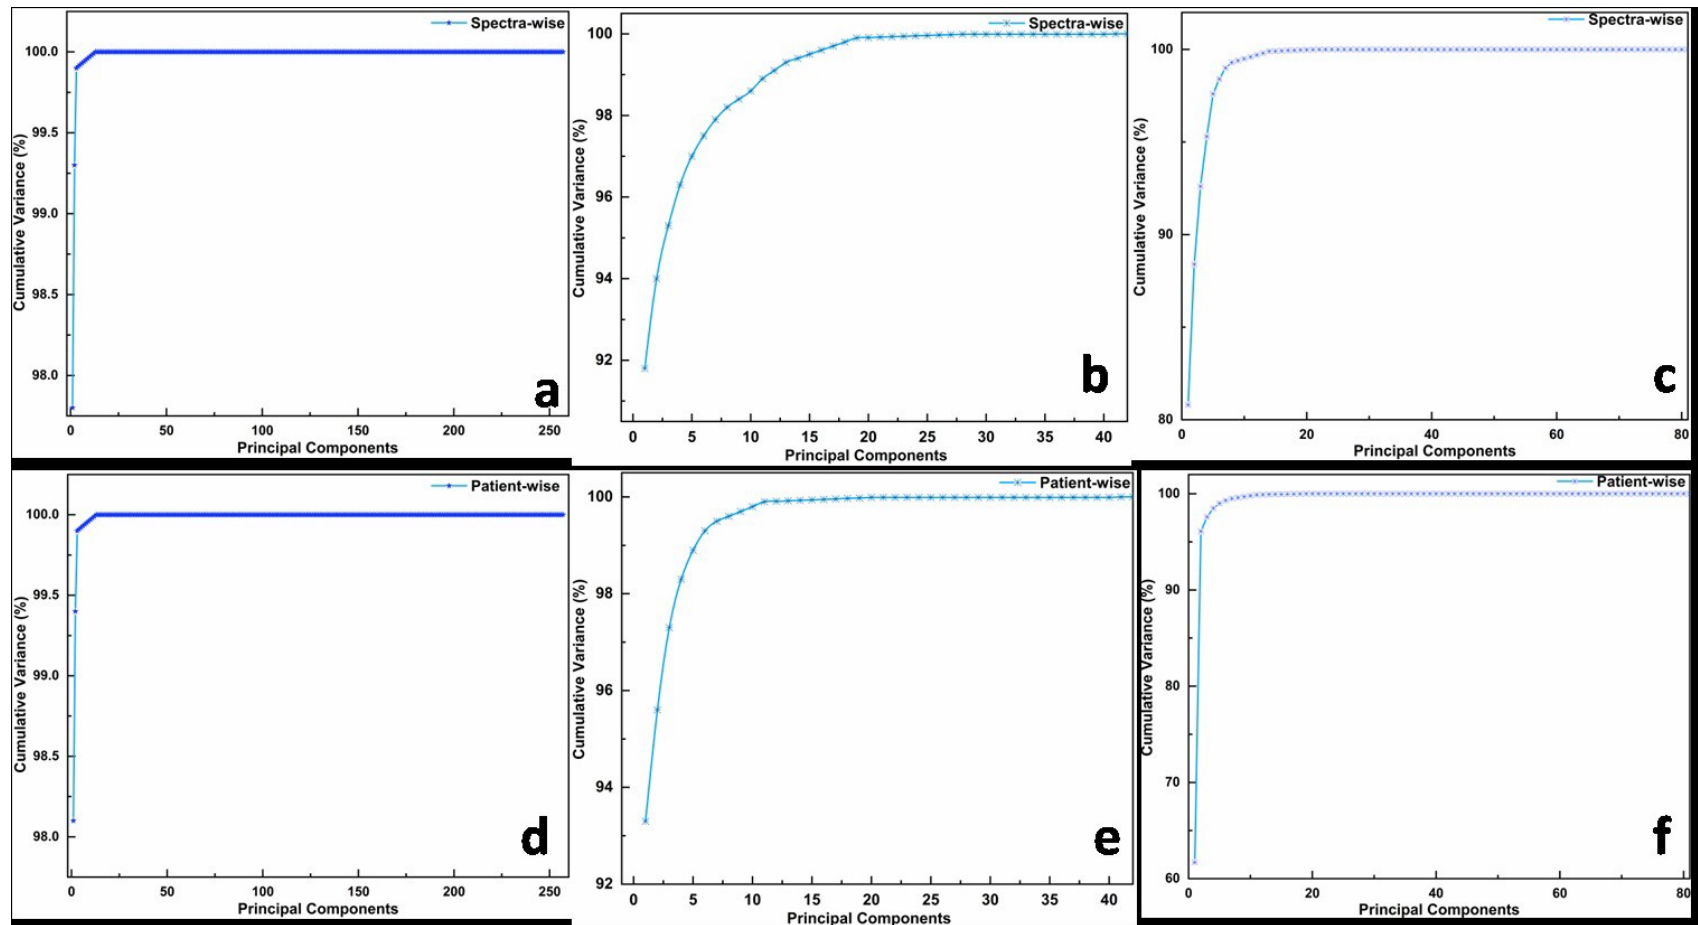 Spectra-wise
100.0
99.5
99.0
98.5
98.0
Cumulative Variance (%)
0 50 100 150 200 250
Principal Components
a
Spectra-wise
100
98
96
94
92
Cumulative Variance (%)
0 5 10 15 20 25 30 35 40
Principal Components
b
Spectra-wise
100
90
80
Cumulative Variance (%)
0 20 40 60 80
Principal Components
c
Patient-wise
100.0
99.5
99.0
98.5
98.0
Cumulative Variance (%)
0 50 100 150 200 250
Principal Components
d
Patient-wise
100
98
96
94
92
Cumulative Variance (%)
0 5 10 15 20 25 30 35 40
Principal Components
e
Patient-wise
100
90
80
70
60
Cumulative Variance (%)
0 20 40 60 80
Principal Components
f